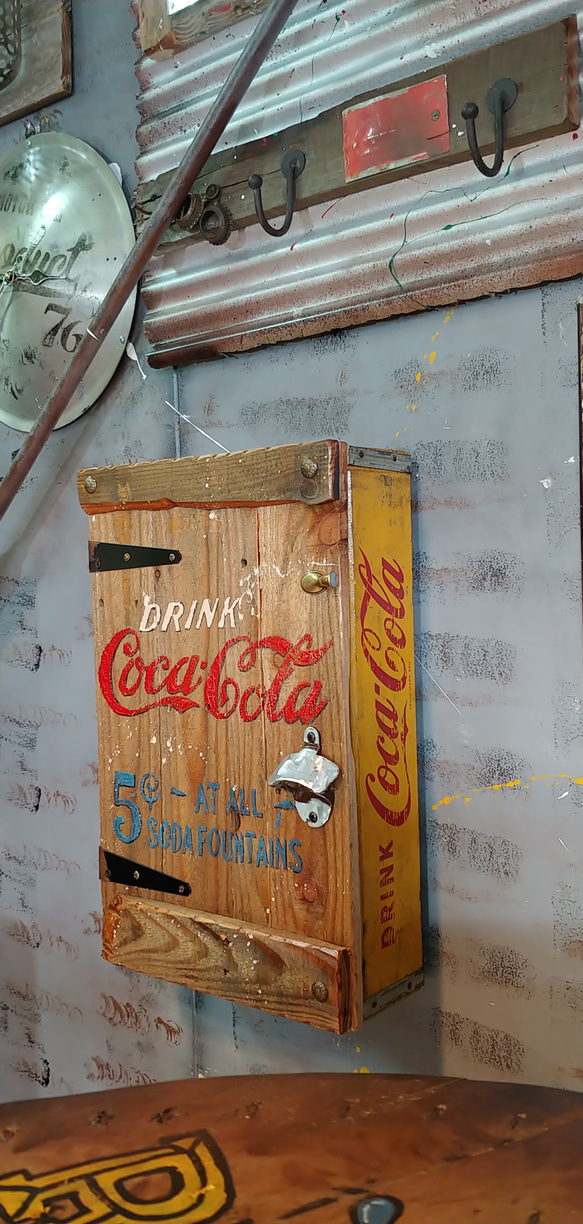 76
DRINK
Coca-Cola
5¢ - AT ALL
SODA FOUNTAINS
DRINK Coca-Cola